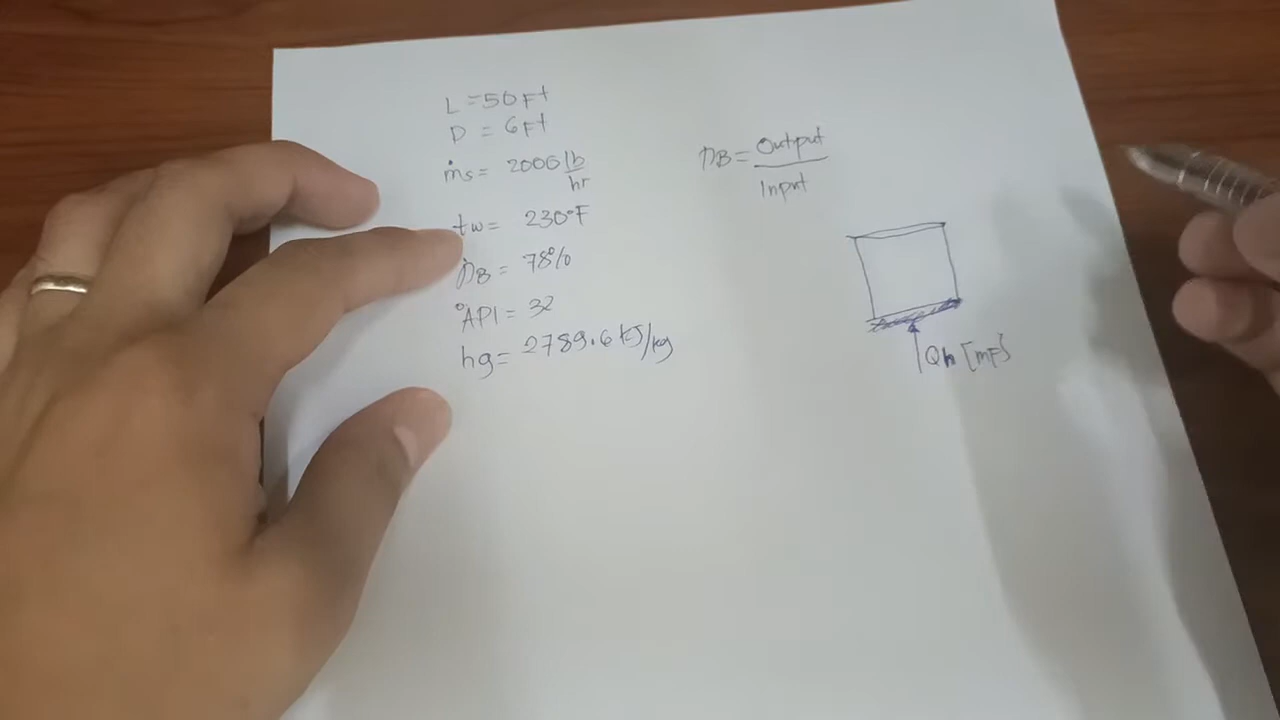 L = 50 Ft
D = 6 Ft
ṁs = 2000 lb/hr
tw = 230°F
ηB = 78%
°API = 32
hg = 2789.6 kJ/kg
ηB = Output/Input
Qh [mF]